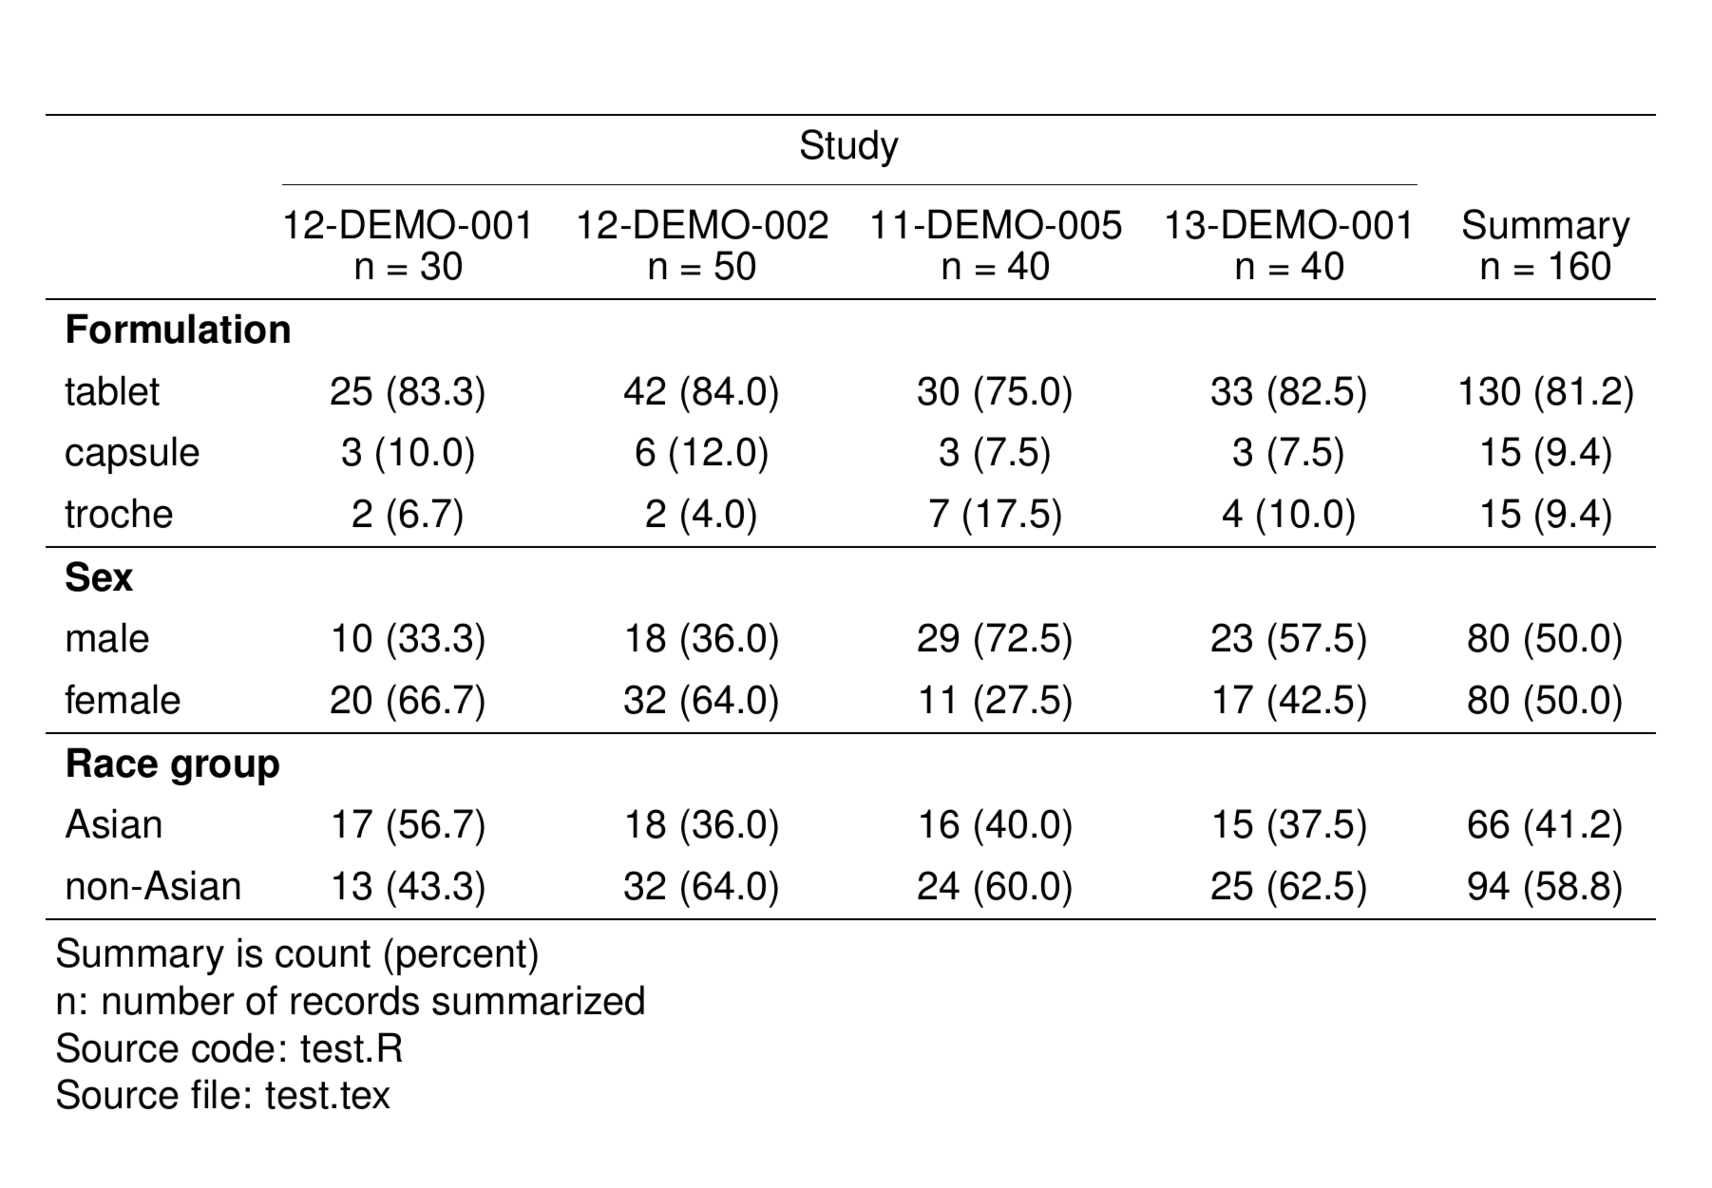 Study
12-DEMO-001 12-DEMO-002 11-DEMO-005 13-DEMO-001 Summary
n = 30 n = 50 n = 40 n = 40 n = 160
Formulation
tablet 25 (83.3) 42 (84.0) 30 (75.0) 33 (82.5) 130 (81.2)
capsule 3 (10.0) 6 (12.0) 3 (7.5) 3 (7.5) 15 (9.4)
troche 2 (6.7) 2 (4.0) 7 (17.5) 4 (10.0) 15 (9.4)
Sex
male 10 (33.3) 18 (36.0) 29 (72.5) 23 (57.5) 80 (50.0)
female 20 (66.7) 32 (64.0) 11 (27.5) 17 (42.5) 80 (50.0)
Race group
Asian 17 (56.7) 18 (36.0) 16 (40.0) 15 (37.5) 66 (41.2)
non-Asian 13 (43.3) 32 (64.0) 24 (60.0) 25 (62.5) 94 (58.8)
Summary is count (percent)
n: number of records summarized
Source code: test.R
Source file: test.tex